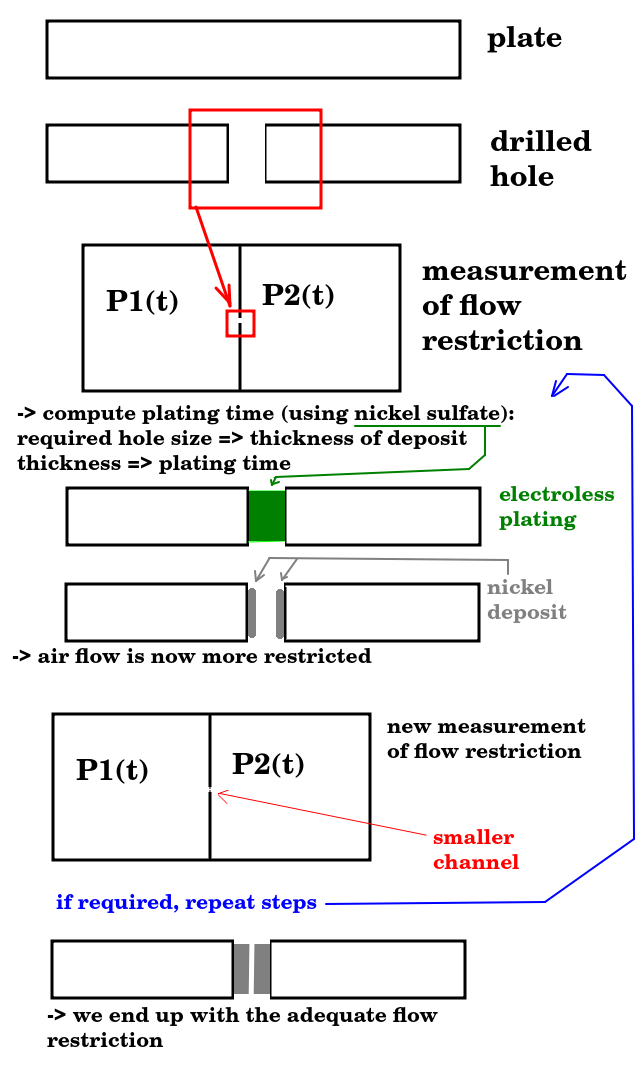 plate
drilled
hole
P1(t)
P2(t)
measurement
of flow
restriction
-> compute plating time (using nickel sulfate):
required hole size => thickness of deposit
thickness => plating time
electroless
plating
nickel
deposit
-> air flow is now more restricted
new measurement
of flow restriction
P1(t)
P2(t)
smaller
channel
if required, repeat steps
-> we end up with the adequate flow
restriction